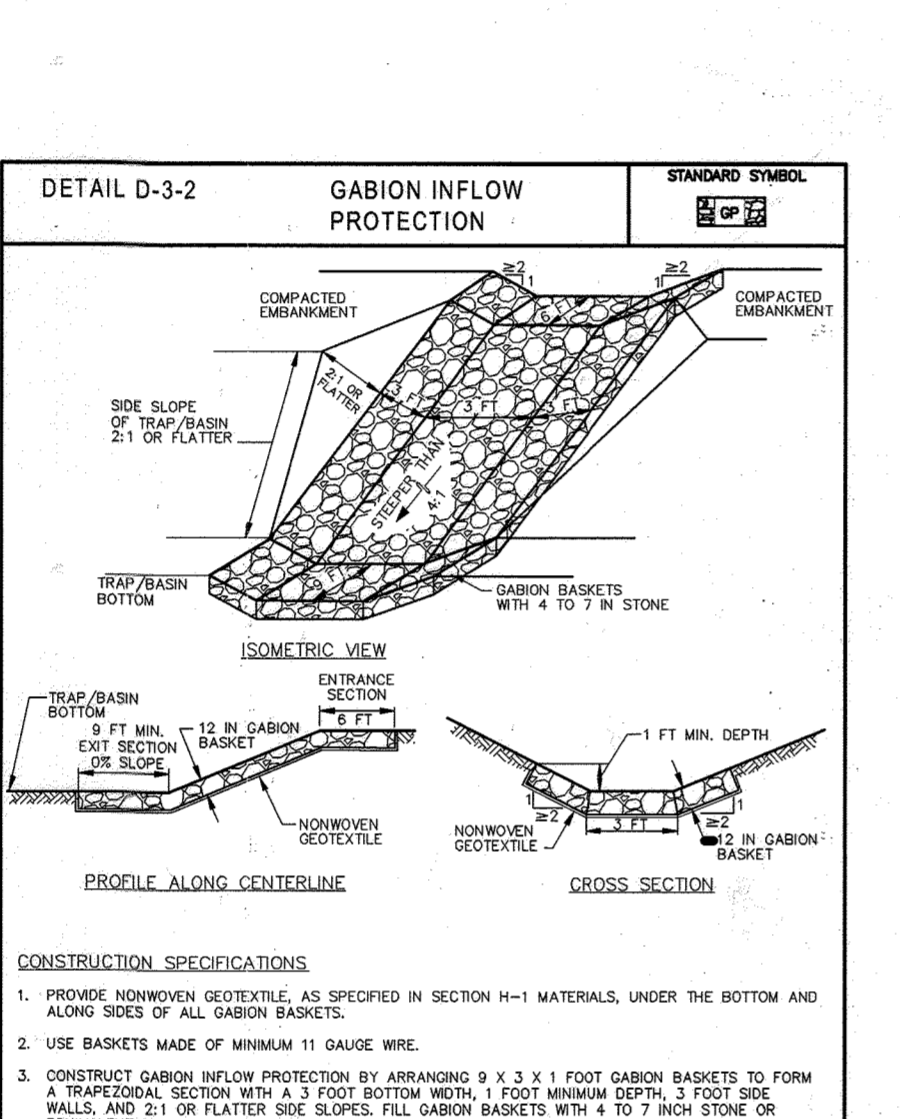 DETAIL D-3-2
GABION INFLOW
PROTECTION
STANDARD SYMBOL
GP
≥2
1
≥2
1
COMPACTED
EMBANKMENT
COMPACTED
EMBANKMENT
6 FT
2:1 OR
FLATTER
3 FT
3 FT
3 FT
SIDE SLOPE
OF TRAP/BASIN
2:1 OR FLATTER
STEEPER THAN
4:1
TRAP/BASIN
BOTTOM
9 FT
GABION BASKETS
WITH 4 TO 7 IN STONE
ISOMETRIC VIEW
ENTRANCE
SECTION
6 FT
TRAP/BASIN
BOTTOM
9 FT MIN.
EXIT SECTION
0% SLOPE
12 IN GABION
BASKET
NONWOVEN
GEOTEXTILE
PROFILE ALONG CENTERLINE
1 FT MIN. DEPTH
1
≥2
3 FT
1
≥2
NONWOVEN
GEOTEXTILE
12 IN GABION
BASKET
CROSS SECTION
CONSTRUCTION SPECIFICATIONS
1. PROVIDE NONWOVEN GEOTEXTILE, AS SPECIFIED IN SECTION H-1 MATERIALS, UNDER THE BOTTOM AND
ALONG SIDES OF ALL GABION BASKETS.
2. USE BASKETS MADE OF MINIMUM 11 GAUGE WIRE.
3. CONSTRUCT GABION INFLOW PROTECTION BY ARRANGING 9 X 3 X 1 FOOT GABION BASKETS TO FORM
A TRAPEZOIDAL SECTION WITH A 3 FOOT BOTTOM WIDTH, 1 FOOT MINIMUM DEPTH, 3 FOOT SIDE
WALLS, AND 2:1 OR FLATTER SIDE SLOPES. FILL GABION BASKETS WITH 4 TO 7 INCH STONE OR